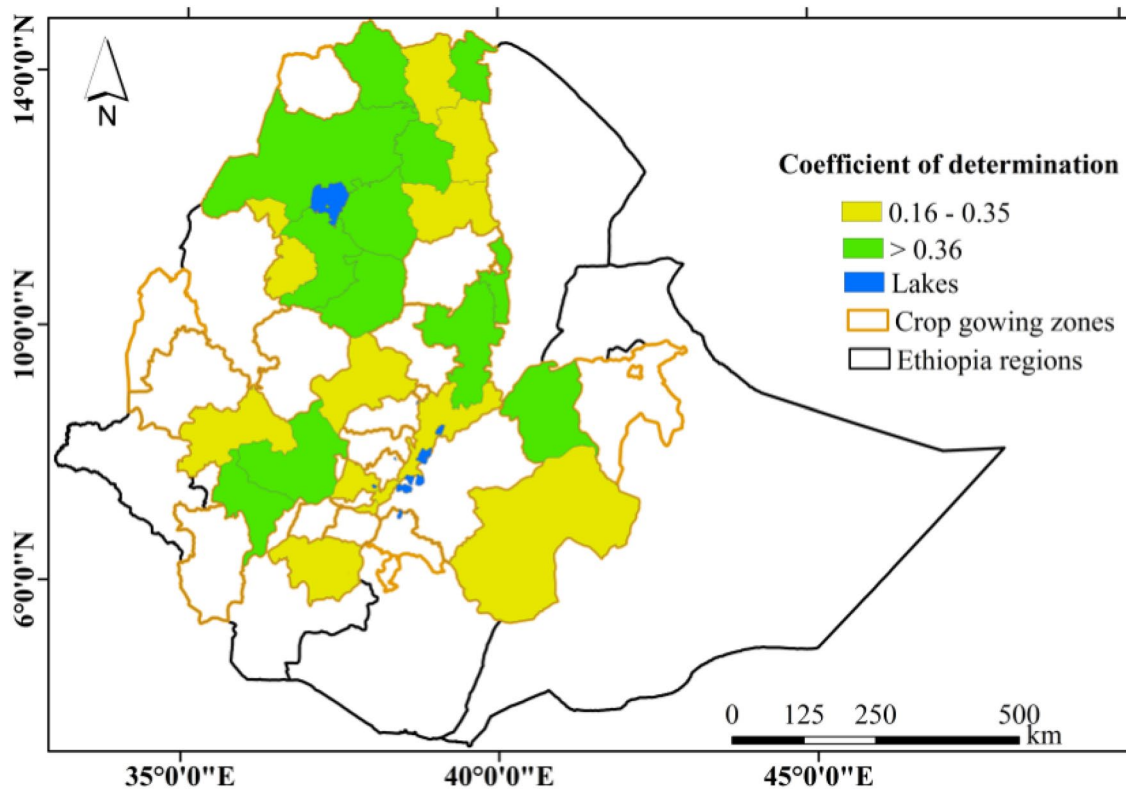 14°0'0"N
10°0'0"N
6°0'0"N
N
Coefficient of determination
0.16 - 0.35
> 0.36
Lakes
Crop gowing zones
Ethiopia regions
0 125 250 500
km
35°0'0"E 40°0'0"E 45°0'0"E